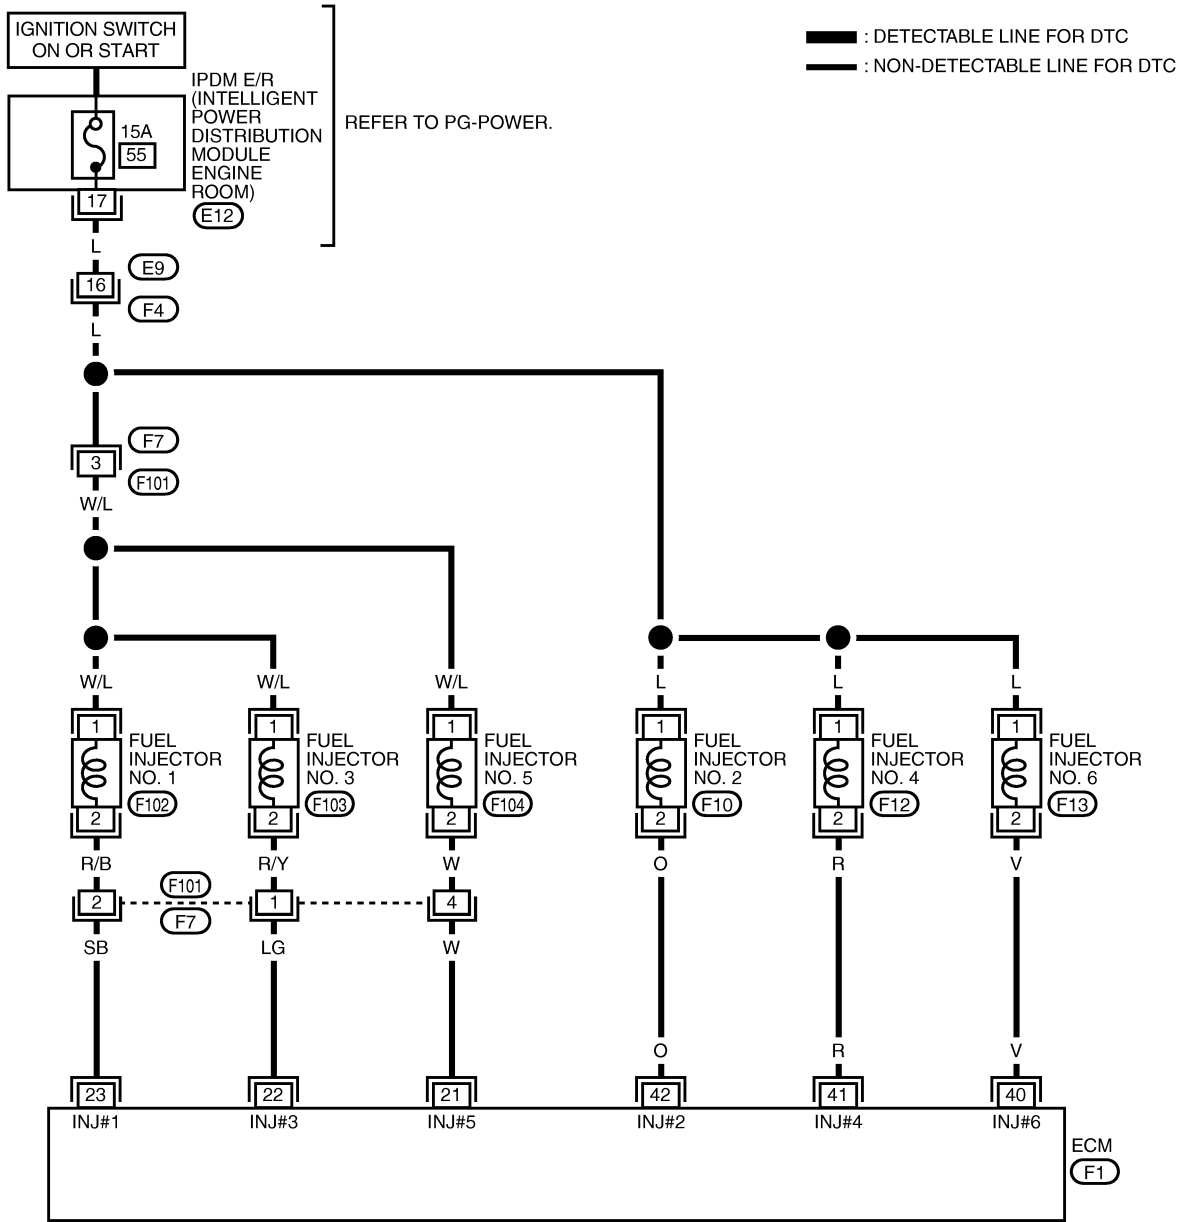 IGNITION SWITCH
ON OR START
: DETECTABLE LINE FOR DTC
: NON-DETECTABLE LINE FOR DTC
15A
55
IPDM E/R
(INTELLIGENT
POWER
DISTRIBUTION
MODULE
ENGINE
ROOM)
E12
REFER TO PG-POWER.
17
L
E9
16
F4
L
F7
3
F101
W/L
W/L W/L W/L L L L
1 1 1 1 1 1
FUEL
INJECTOR
NO. 1
F102
FUEL
INJECTOR
NO. 3
F103
FUEL
INJECTOR
NO. 5
F104
FUEL
INJECTOR
NO. 2
F10
FUEL
INJECTOR
NO. 4
F12
FUEL
INJECTOR
NO. 6
F13
2 2 2 2 2 2
R/B R/Y W O R V
F101
2 1 4
F7
SB LG W
O R V
23 22 21 42 41 40
INJ#1 INJ#3 INJ#5 INJ#2 INJ#4 INJ#6
ECM
F1